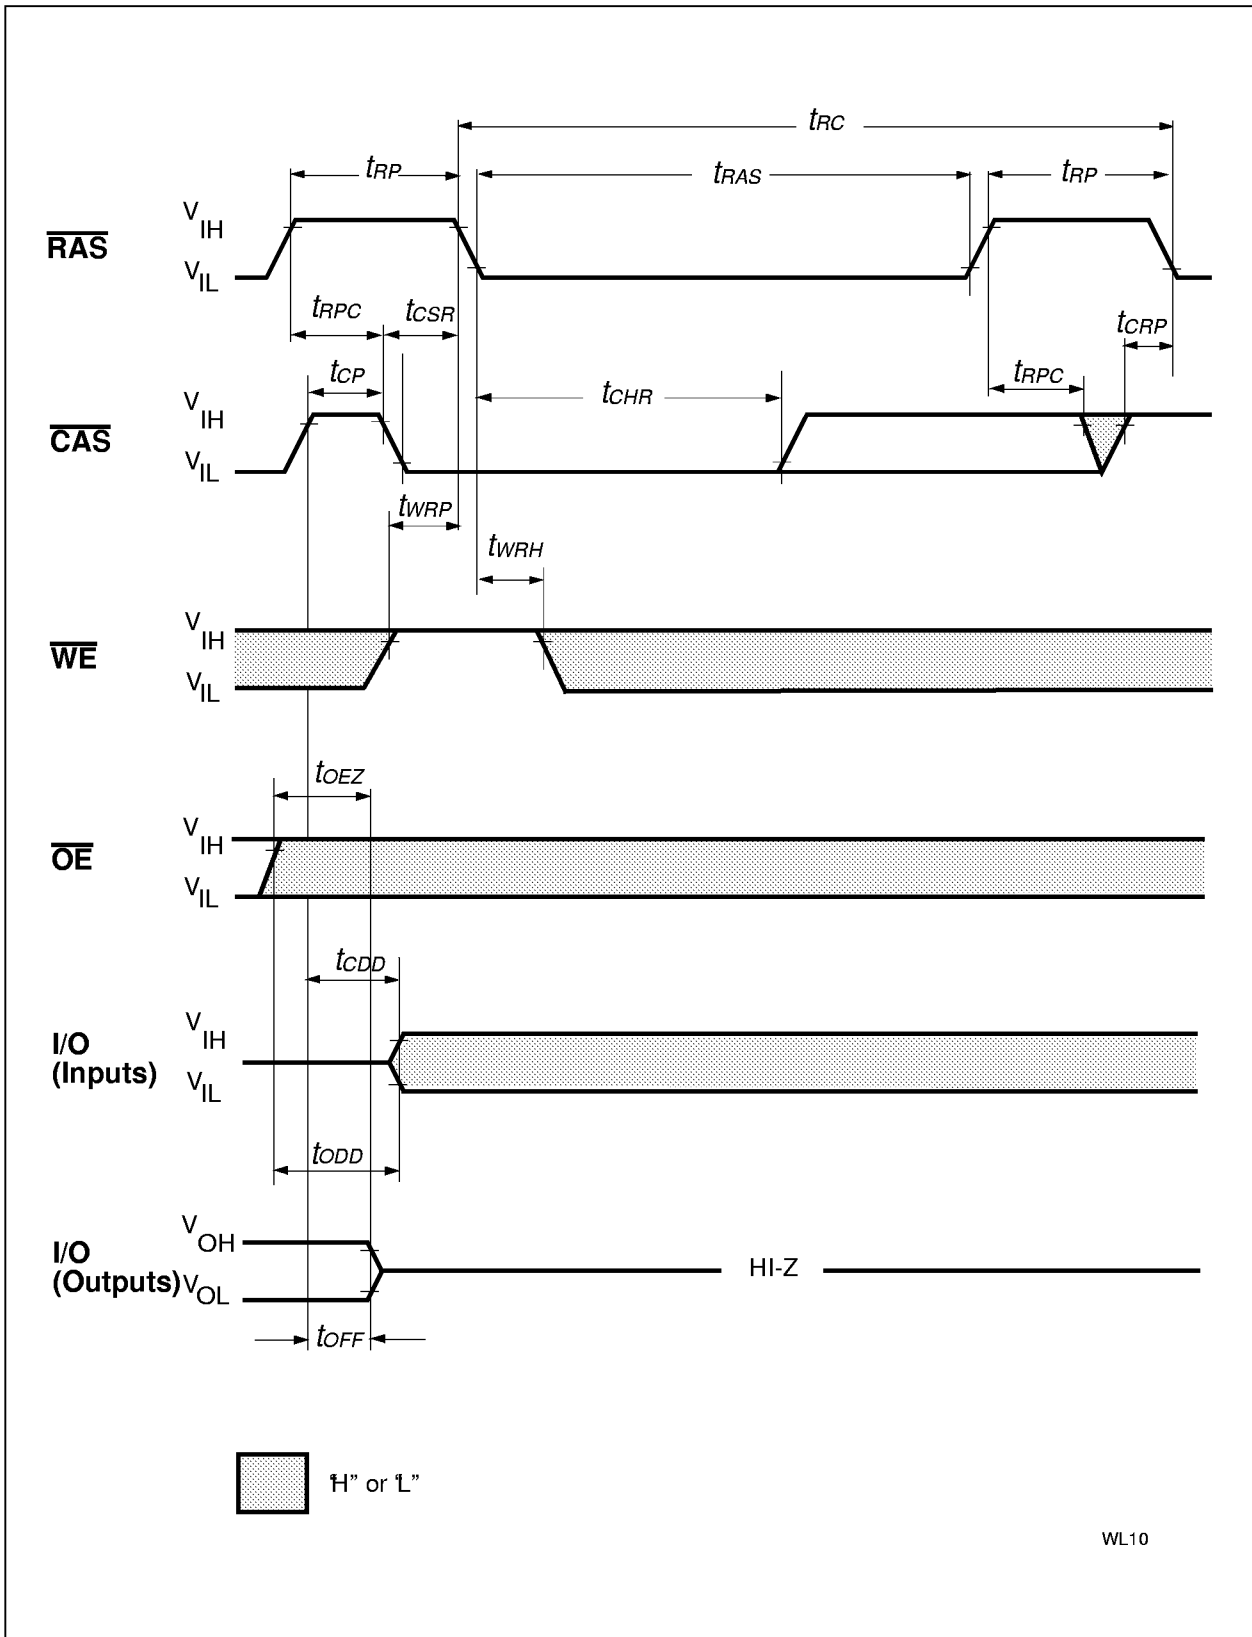 tRC
tRP tRAS tRP
VIH
RAS
VIL
tRPC tCSR tCRP
tCP tCHR tRPC
VIH
CAS
VIL
tWRP
tWRH
VIH
WE
VIL
tOEZ
VIH
OE
VIL
tCDD
VIH
I/O
(Inputs)
VIL
tODD
VOH
I/O
HI-Z
(Outputs) VOL
tOFF
"H" or "L"
WL10